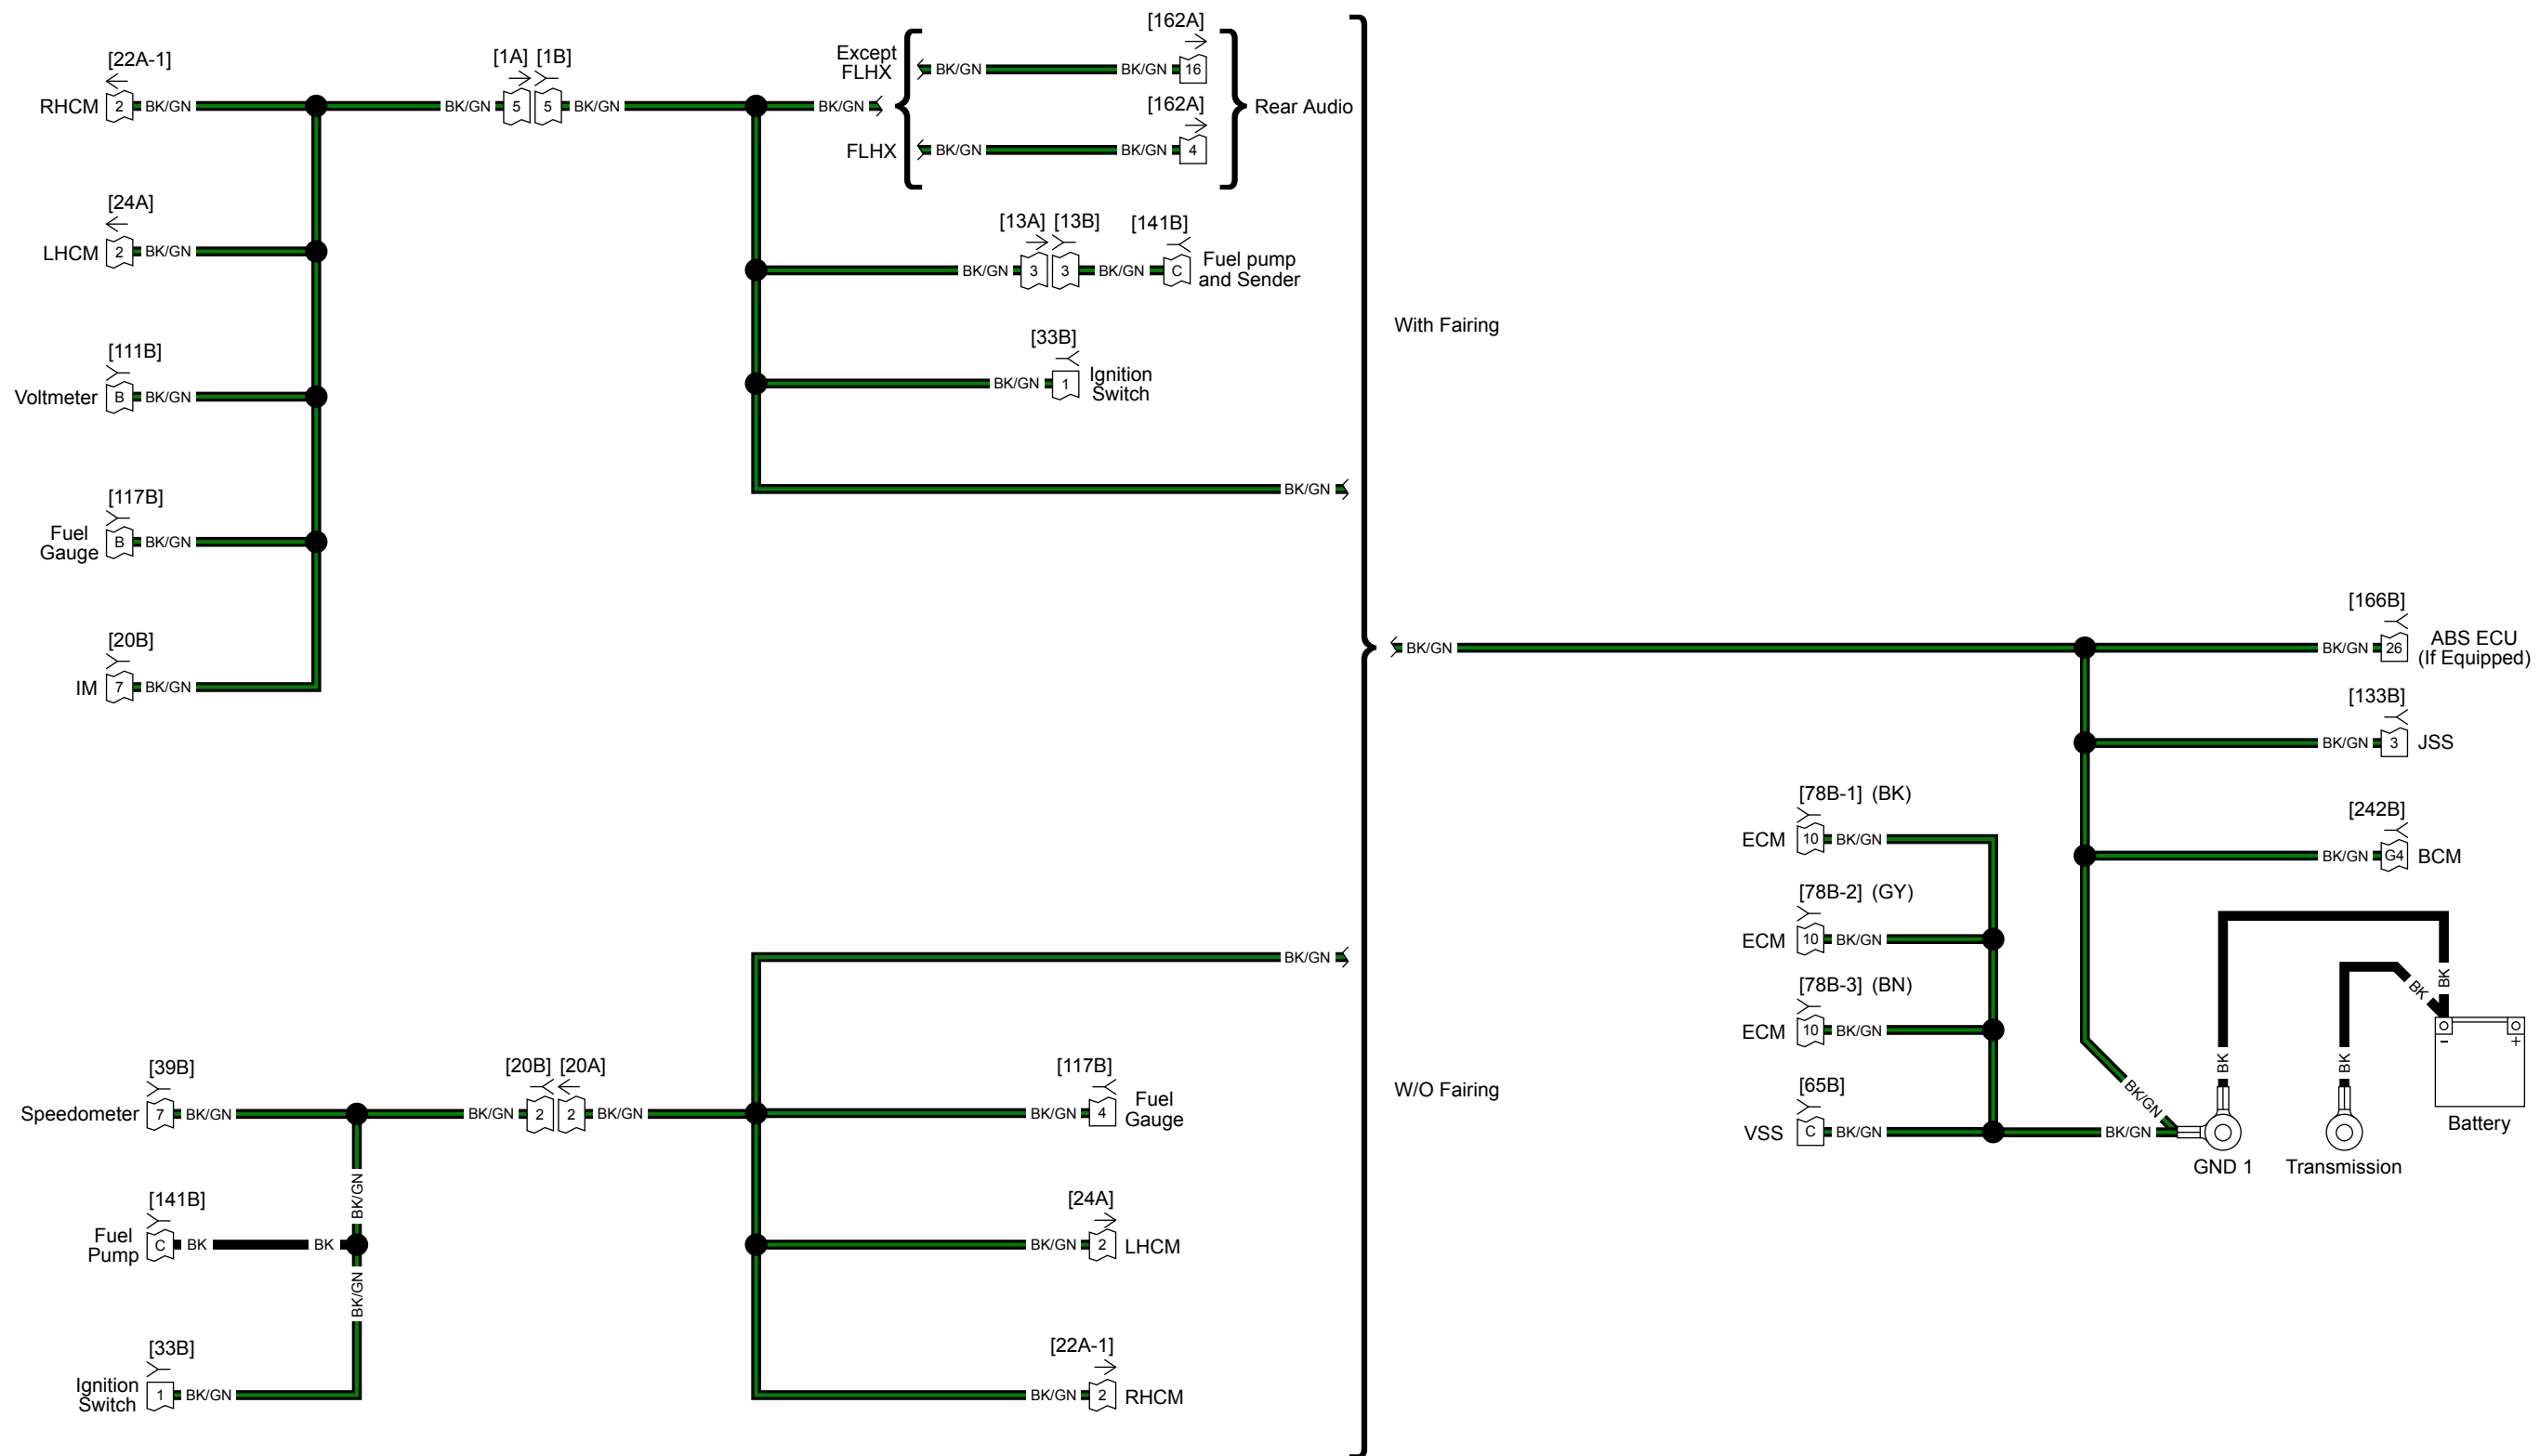 [162A]
Except
FLHX
BK/GN BK/GN 16
[22A-1]
[1A] [1B]
RHCM 2 BK/GN BK/GN 5 5 BK/GN BK/GN
Rear Audio
[162A]
FLHX BK/GN BK/GN 4
[24A]
LHCM 2 BK/GN
[13A] [13B] [141B]
BK/GN 3 3 BK/GN C
Fuel pump
and Sender
With Fairing
[111B]
Voltmeter B BK/GN
[33B]
BK/GN 1
Ignition
Switch
[117B]
Fuel
Gauge
B BK/GN
BK/GN
[20B]
IM 7 BK/GN
BK/GN
[166B]
BK/GN 26
ABS ECU
(If Equipped)
[133B]
BK/GN 3 JSS
[242B]
BK/GN G4 BCM
[78B-1] (BK)
ECM 10 BK/GN
[78B-2] (GY)
ECM 10 BK/GN
[78B-3] (BN)
ECM 10 BK/GN
[65B]
VSS C BK/GN BK/GN
BK/GN
BK
BK
BK
BK
- +
Battery
GND 1
Transmission
BK/GN
W/O Fairing
[39B]
Speedometer 7 BK/GN
[20B] [20A]
BK/GN 2 2 BK/GN
[117B]
BK/GN 4
Fuel
Gauge
BK/GN
[141B]
Fuel
Pump
C BK BK
[24A]
BK/GN 2 LHCM
BK/GN
[33B]
Ignition
Switch
1 BK/GN
[22A-1]
BK/GN 2 RHCM